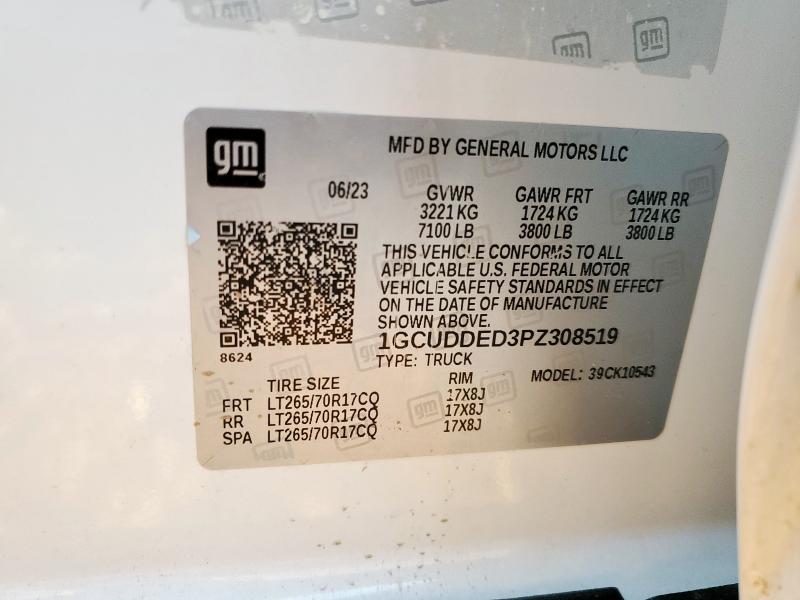 gm
gm
gm
MFD BY GENERAL MOTORS LLC
06/23
GVWR GAWR FRT GAWR RR
3221 KG 1724 KG 1724 KG
7100 LB 3800 LB 3800 LB
THIS VEHICLE CONFORMS TO ALL
APPLICABLE U.S. FEDERAL MOTOR
VEHICLE SAFETY STANDARDS IN EFFECT
ON THE DATE OF MANUFACTURE
SHOWN ABOVE.
1GCUDDED3PZ308519
8624
TYPE: TRUCK
TIRE SIZE RIM MODEL: 39CK10543
FRT LT265/70R17CQ 17X8J
RR LT265/70R17CQ 17X8J
SPA LT265/70R17CQ 17X8J